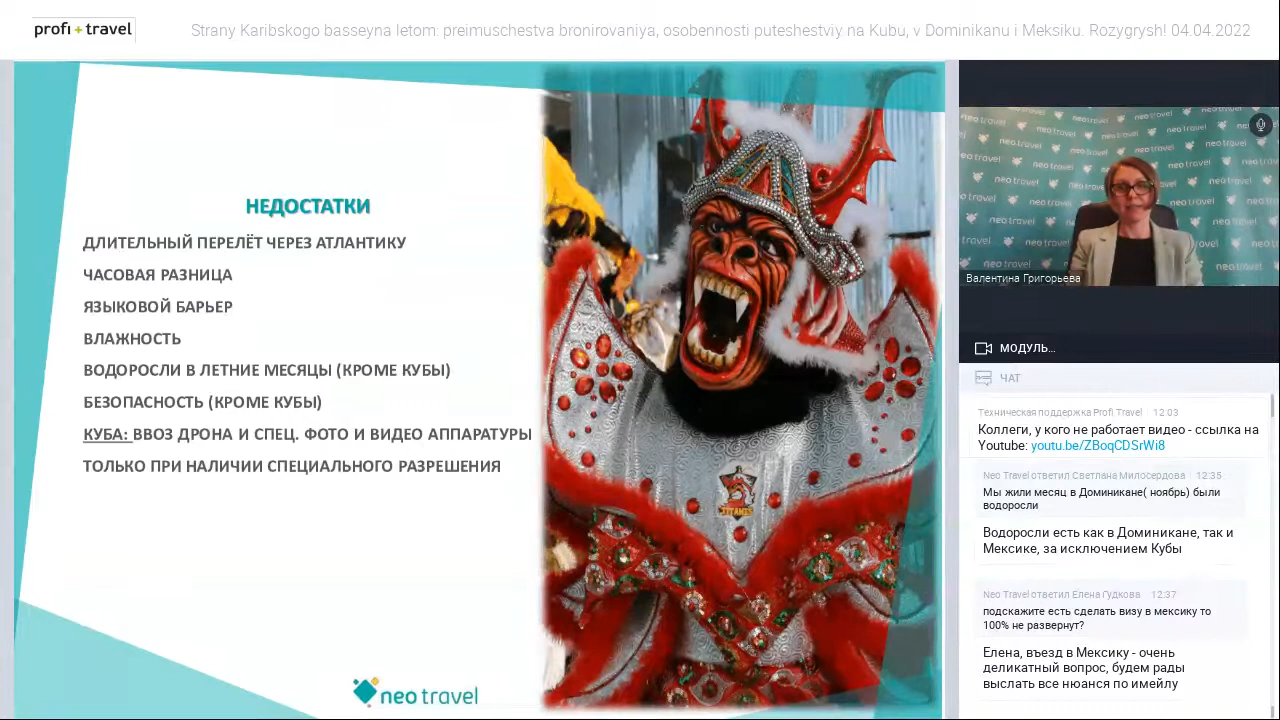 profi + travel
Strany Karibskogo basseyna letom: preimuschestva bronirovaniya, osobennosti puteshestviy na Kubu, v Dominikanu i Meksiku. Rozygrysh! 04.04.2022
НЕДОСТАТКИ
ДЛИТЕЛЬНЫЙ ПЕРЕЛЁТ ЧЕРЕЗ АТЛАНТИКУ
ЧАСОВАЯ РАЗНИЦА
ЯЗЫКОВОЙ БАРЬЕР
ВЛАЖНОСТЬ
ВОДОРОСЛИ В ЛЕТНИЕ МЕСЯЦЫ (КРОМЕ КУБЫ)
БЕЗОПАСНОСТЬ (КРОМЕ КУБЫ)
КУБА: ВВОЗ ДРОНА И СПЕЦ. ФОТО И ВИДЕО АППАРАТУРЫ
ТОЛЬКО ПРИ НАЛИЧИИ СПЕЦИАЛЬНОГО РАЗРЕШЕНИЯ
neo travel
neo travel
Валентина Григорьева
МОДУЛЬ...
ЧАТ
Техническая поддержка Profi Travel 12:03
Коллеги, у кого не работает видео - ссылка на
Youtube: youtu.be/ZBoqCDSrWi8
Neo Travel ответил Светлана Милосердова 12:35
Мы жили месяц в Доминикане( ноябрь) были
водоросли
Водоросли есть как в Доминикане, так и
Мексике, за исключением Кубы
Neo Travel ответил Елена Гудкова 12:37
подскажите есть сделать визу в мексику то
100% не развернут?
Елена, въезд в Мексику - очень
деликатный вопрос, будем рады
выслать все нюанся по имейлу